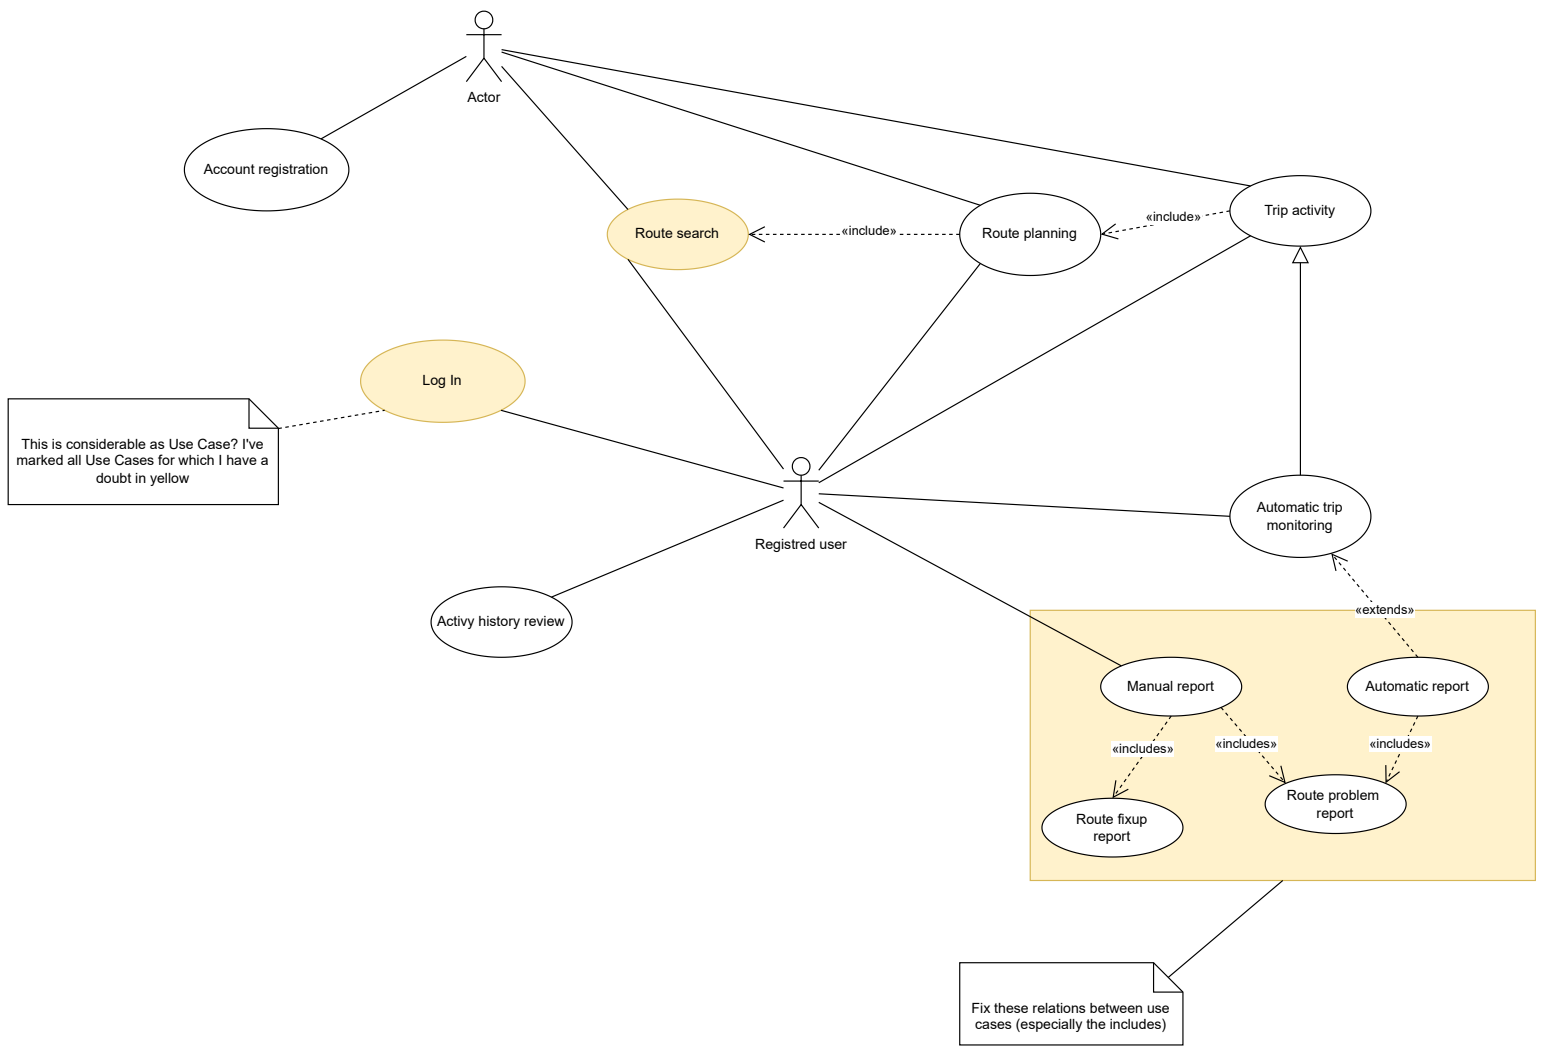 Actor
Account registration
Trip activity
«include»
Route search
«include»
Route planning
Log In
This is considerable as Use Case? I've
marked all Use Cases for which I have a
doubt in yellow
Automatic trip
monitoring
Registred user
Activy history review
«extends»
Manual report
Automatic report
«includes»
«includes»
«includes»
Route problem
report
Route fixup
report
Fix these relations between use
cases (especially the includes)